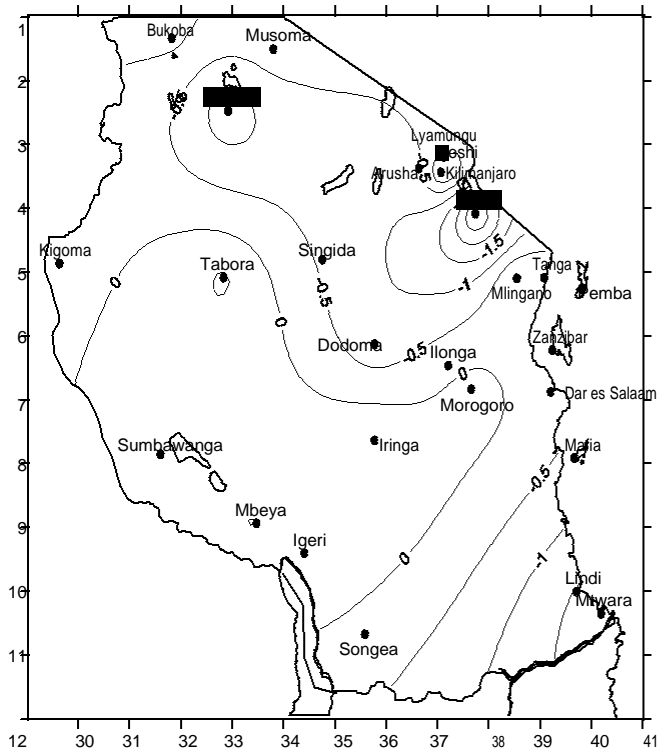 1
Bukoba
Musoma
2
-0.5
3
Lyamungu
Arusha
-0.5
Kilimanjaro
4
Kigoma
Singida
-1.5
Tanga
5
Tabora
0
-0.5
-1
Mlingano
Pemba
0
6
Dodoma
-0.5
Ilonga
Zanzibar
0
7
Morogoro
Dar es Salaam
8
Sumbawanga
Iringa
Mafia
-0.5
Mbeya
9
Igeri
0
-1
10
Lindi
Mtwara
11
Songea
12 30 31 32 33 34 35 36 37 38 39 40 41